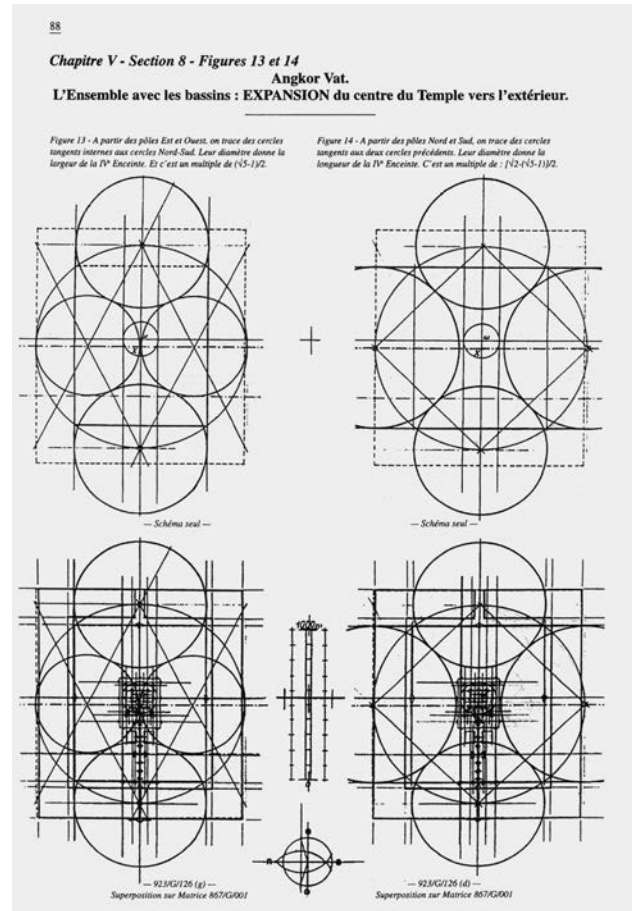 88
Chapitre V - Section 8 - Figures 13 et 14
Angkor Vat.
L'Ensemble avec les bassins : EXPANSION du centre du Temple vers l'extérieur.
Figure 13 - A partir des pôles Est et Ouest, on trace des cercles
tangents internes aux cercles Nord-Sud. Leur diamètre donne la
largeur de la IVe Enceinte. Et c'est un multiple de (√5-1)/2.
Figure 14 - A partir des pôles Nord et Sud, on trace des cercles
tangents aux deux cercles précédents. Leur diamètre donne la
longueur de la IVe Enceinte. C'est un multiple de : [√2-(√5-1)]/2.
ω
X
ω
X
— Schéma seul —
— Schéma seul —
1000m
0
n
— 923/G/126 (g) —
Superposition sur Matrice 867/G/001
— 923/G/126 (d) —
Superposition sur Matrice 867/G/001